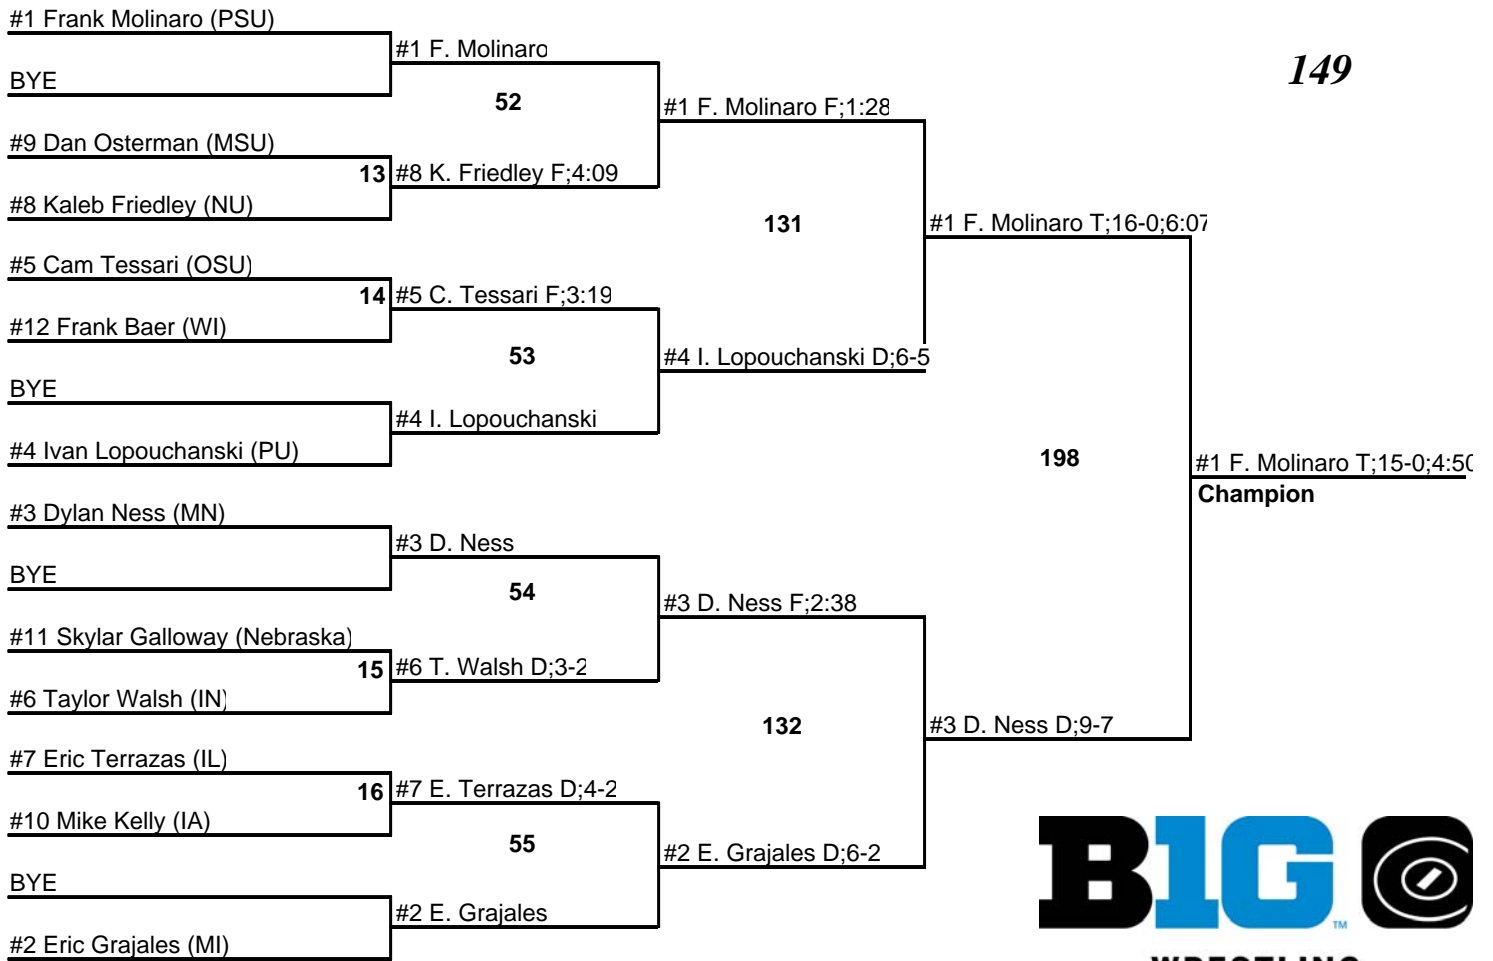 #1 Frank Molinaro (PSU)
#1 F. Molinaro
149
BYE
52
#1 F. Molinaro F;1:28
#9 Dan Osterman (MSU)
13
#8 K. Friedley F;4:09
#8 Kaleb Friedley (NU)
131
#1 F. Molinaro T;16-0;6:07
#5 Cam Tessari (OSU)
14
#5 C. Tessari F;3:19
#12 Frank Baer (WI)
53
#4 I. Lopouchanski D;6-5
BYE
#4 I. Lopouchanski
#4 Ivan Lopouchanski (PU)
198
#1 F. Molinaro T;15-0;4:50
Champion
#3 Dylan Ness (MN)
#3 D. Ness
BYE
54
#3 D. Ness F;2:38
#11 Skylar Galloway (Nebraska)
15
#6 T. Walsh D;3-2
#6 Taylor Walsh (IN)
132
#3 D. Ness D;9-7
#7 Eric Terrazas (IL)
16
#7 E. Terrazas D;4-2
#10 Mike Kelly (IA)
55
#2 E. Grajales D;6-2
BYE
#2 E. Grajales
#2 Eric Grajales (MI)
B1G
TM
WRESTLING